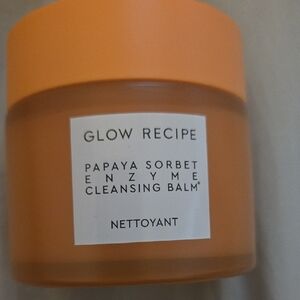 GLOW RECIPE
PAPAYA SORBET
ENZYME
CLEANSING BALM®
NETTOYANT